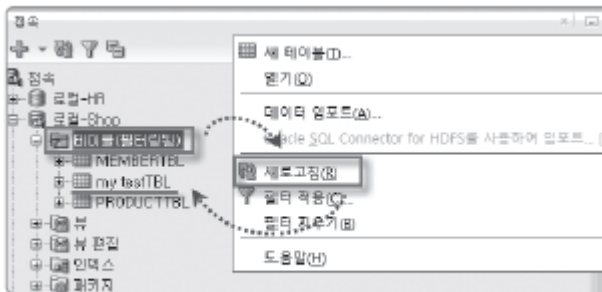 접속
접속
로컬-HR
로컬-Shop
테이블(필터링됨)
MEMBERTBL
my testTBL
PRODUCTTBL
뷰
뷰 편집
인덱스
패키지
새 테이블(T)...
열기(O)
데이터 임포트(A)...
acle SQL Connector for HDFS를 사용하여 임포트...
새로고침(R)
필터 적용(C)...
필터 지우기(B)
도움말(H)